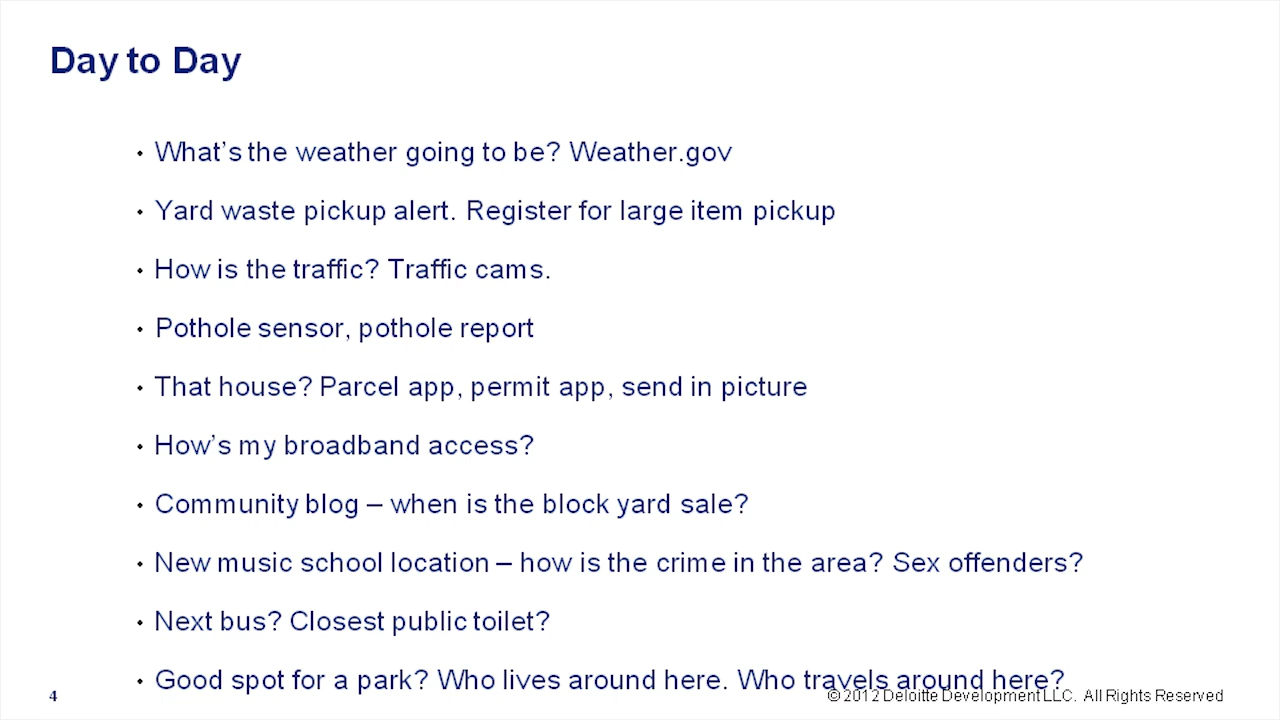 Day to Day
• What’s the weather going to be? Weather.gov
• Yard waste pickup alert. Register for large item pickup
• How is the traffic? Traffic cams.
• Pothole sensor, pothole report
• That house? Parcel app, permit app, send in picture
• How’s my broadband access?
• Community blog – when is the block yard sale?
• New music school location – how is the crime in the area? Sex offenders?
• Next bus? Closest public toilet?
• Good spot for a park? Who lives around here. Who travels around here?
4
© 2012 Deloitte Development LLC. All Rights Reserved